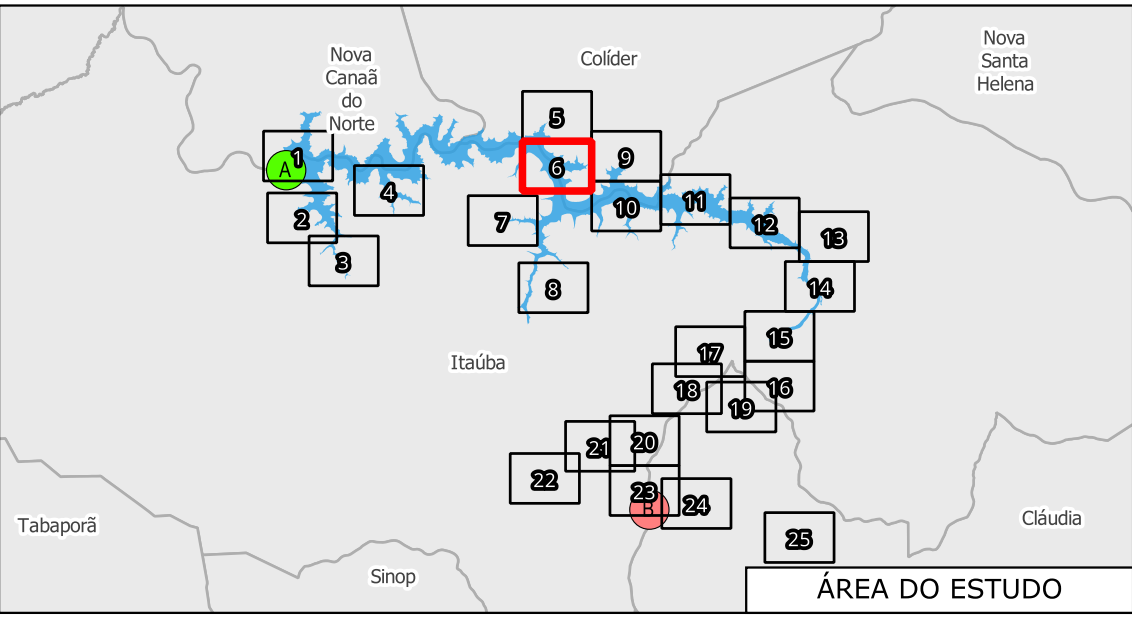 Nova
Canaã
do
Norte
Colíder
Nova
Santa
Helena
5
1
A
6
9
4
11
2
7
10
12
13
3
8
14
15
17
Itaúba
18
16
19
20
21
22
23
B
24
Tabaporã
Cláudia
25
Sinop
ÁREA DO ESTUDO